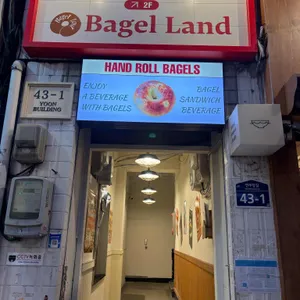 ↗ 2F
Bagel Land
HAND ROLL BAGELS
ENJOY
A BEVERAGE
WITH BAGELS
BAGEL
SANDWICH
BEVERAGE
43-1
YOON
BUILDING
43-1